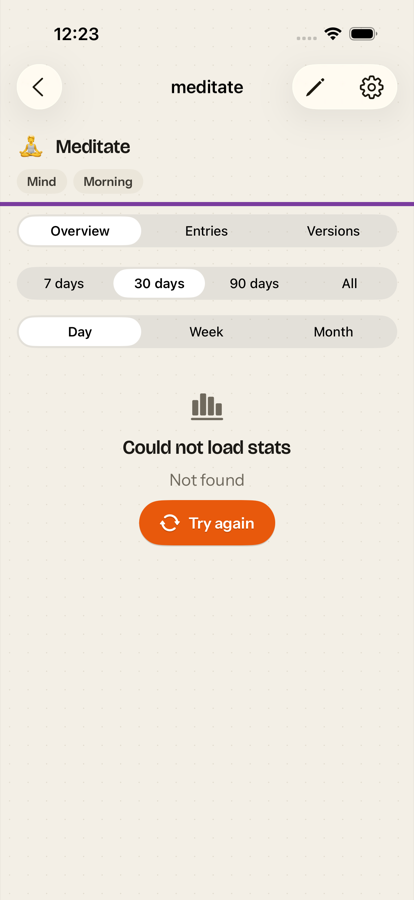 12:23
meditate
Meditate
Mind Morning
Overview Entries Versions
7 days 30 days 90 days All
Day Week Month
Could not load stats
Not found
Try again